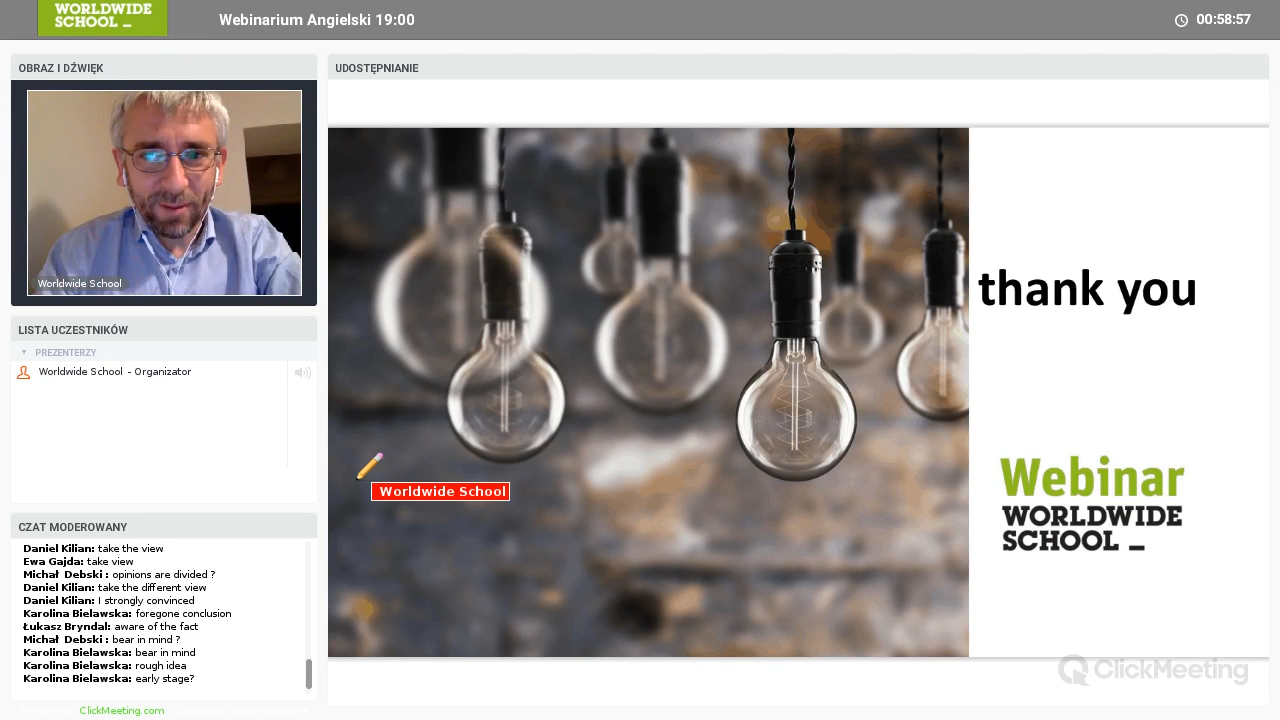 WORLDWIDE
SCHOOL _
Webinarium Angielski 19:00
00:58:57
OBRAZ I DŹWIĘK
Worldwide School
LISTA UCZESTNIKÓW
PREZENTERZY
Worldwide School - Organizator
CZAT MODEROWANY
Daniel Kilian: take the view
Ewa Gajda: take view
Michał Debski : opinions are divided ?
Daniel Kilian: take the different view
Daniel Kilian: I strongly convinced
Karolina Bielawska: foregone conclusion
Łukasz Bryndal: aware of the fact
Michał Debski : bear in mind ?
Karolina Bielawska: bear in mind
Karolina Bielawska: rough idea
Karolina Bielawska: early stage?
ClickMeeting.com
UDOSTĘPNIANIE
thank you
Worldwide School
Webinar
WORLDWIDE
SCHOOL _
ClickMeeting